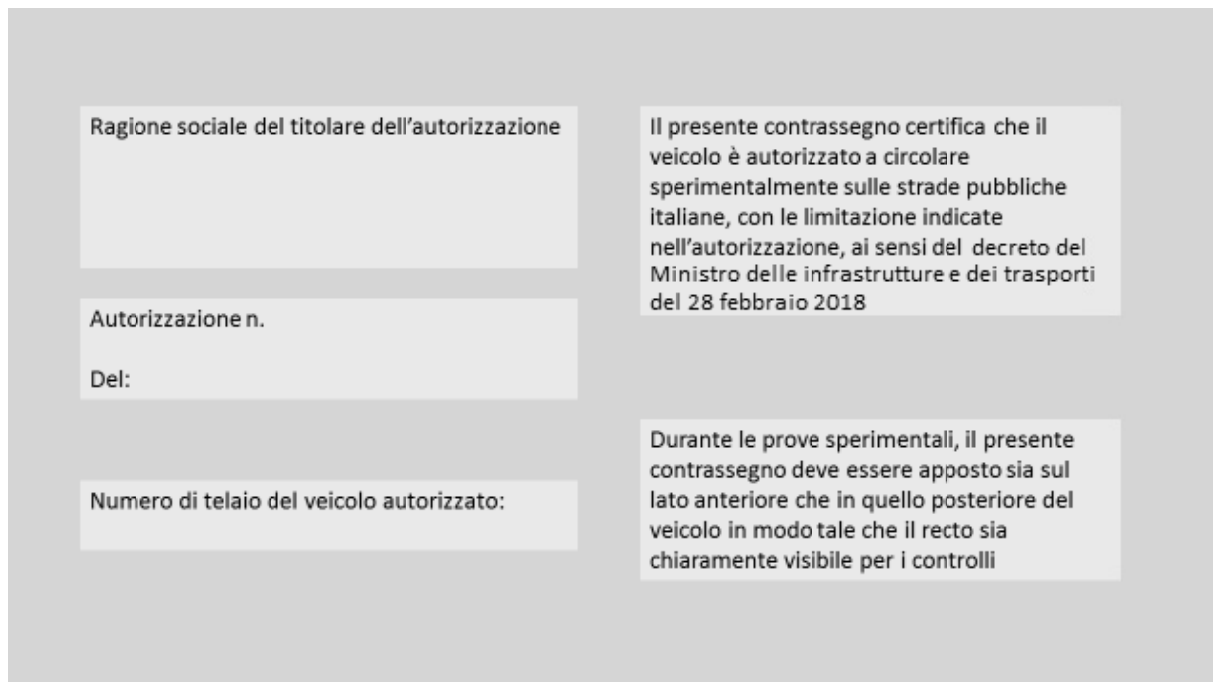 Ragione sociale del titolare dell'autorizzazione
Autorizzazione n.
Del:
Numero di telaio del veicolo autorizzato:
Il presente contrassegno certifica che il
veicolo è autorizzato a circolare
sperimentalmente sulle strade pubbliche
italiane, con le limitazione indicate
nell'autorizzazione, ai sensi del decreto del
Ministro delle infrastrutture e dei trasporti
del 28 febbraio 2018
Durante le prove sperimentali, il presente
contrassegno deve essere apposto sia sul
lato anteriore che in quello posteriore del
veicolo in modo tale che il recto sia
chiaramente visibile per i controlli